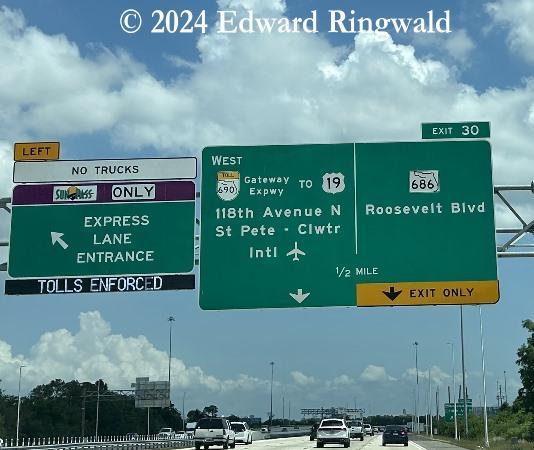 © 2024 Edward Ringwald
EXIT 30
LEFT
NO TRUCKS
SUNPASS ONLY
EXPRESS
LANE
ENTRANCE
TOLLS ENFORCED
WEST
TOLL
690
Gateway
Expwy
TO 19
118th Avenue N
St Pete - Clwtr
Intl
686
Roosevelt Blvd
1/2 MILE
EXIT ONLY